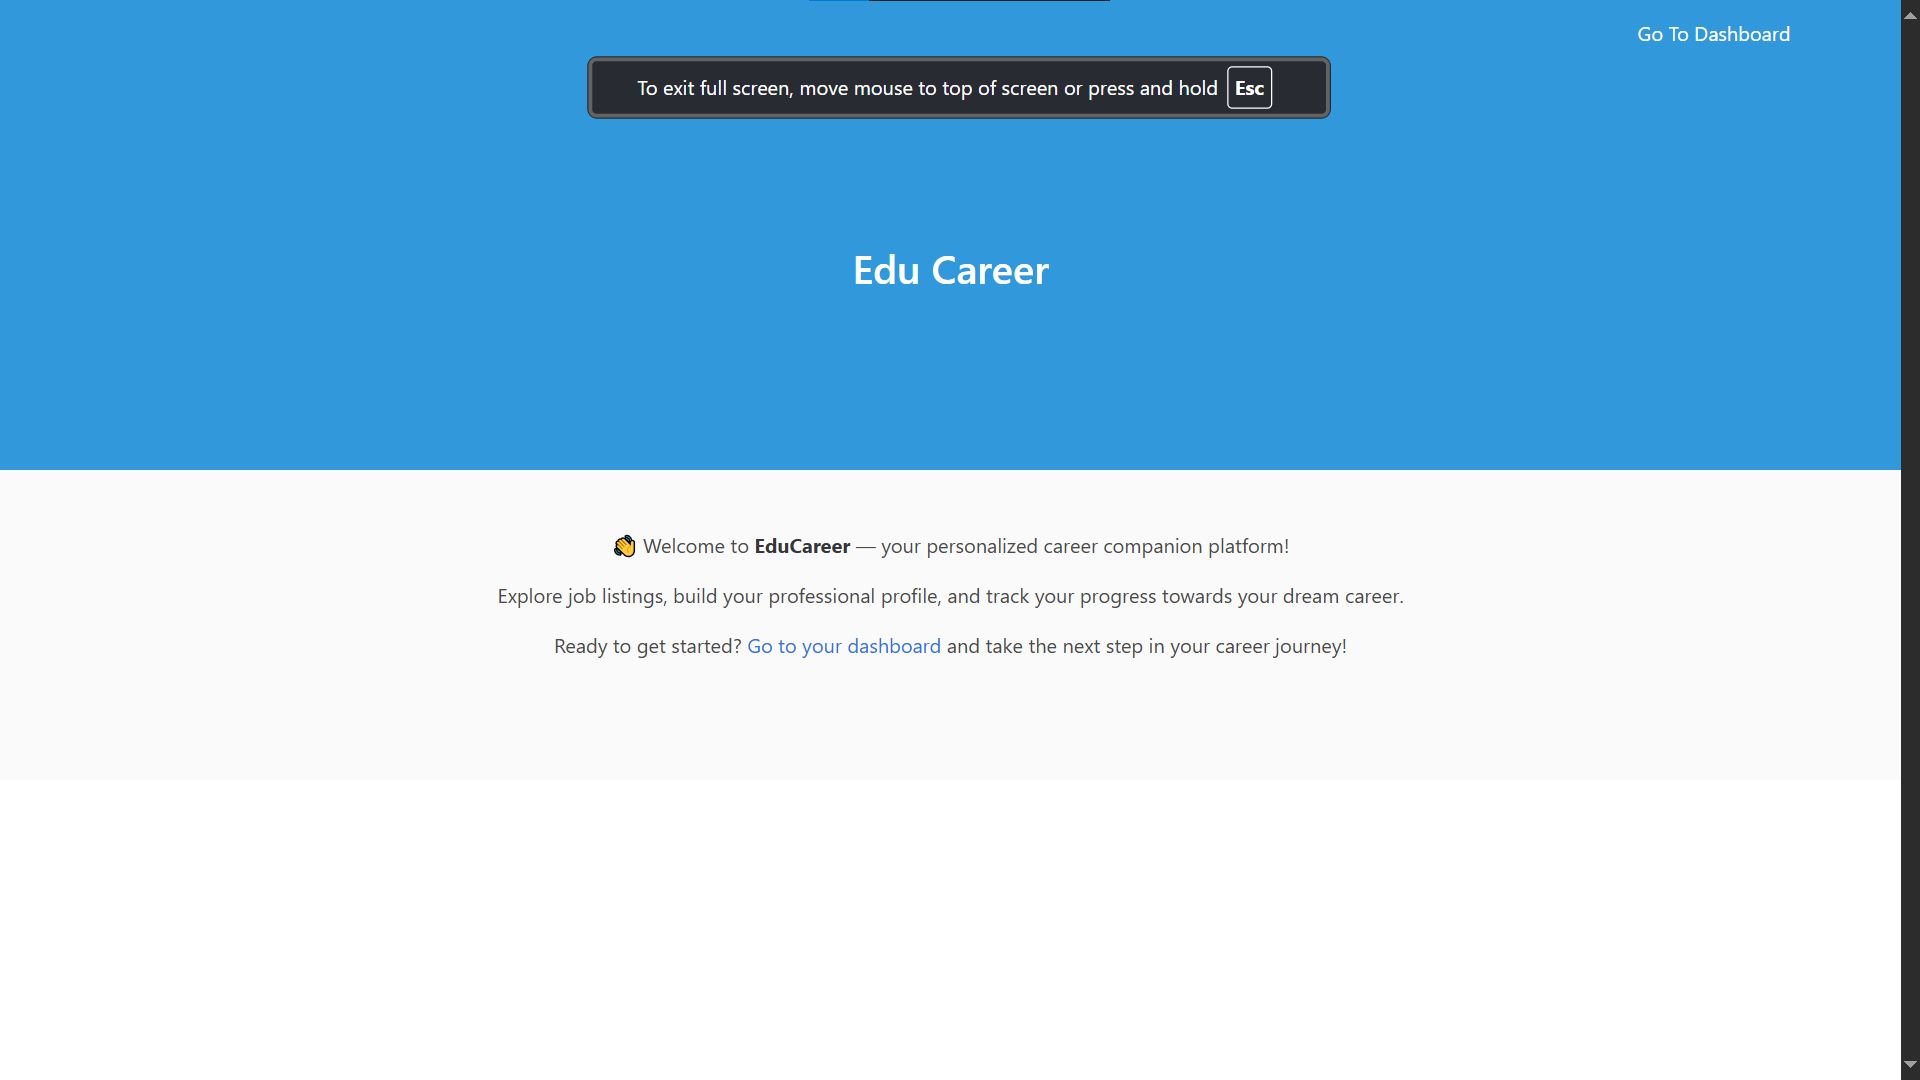 Go To Dashboard
To exit full screen, move mouse to top of screen or press and hold Esc
Edu Career
👋 Welcome to EduCareer — your personalized career companion platform!
Explore job listings, build your professional profile, and track your progress towards your dream career.
Ready to get started? Go to your dashboard and take the next step in your career journey!